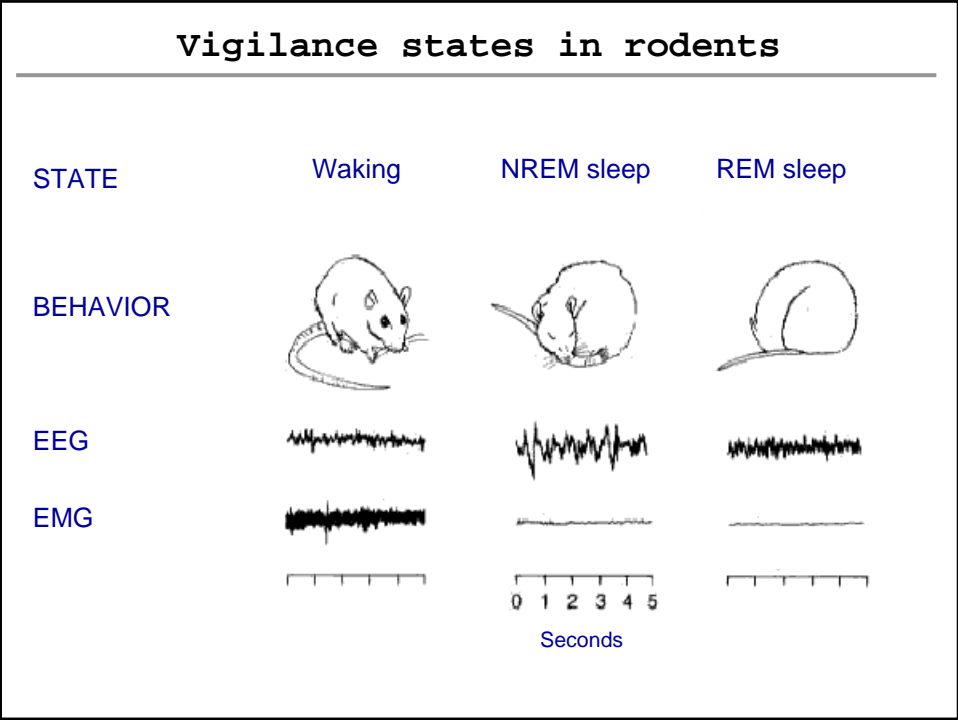 Vigilance states in rodents
STATE Waking NREM sleep REM sleep
BEHAVIOR
EEG
EMG
0 1 2 3 4 5
Seconds